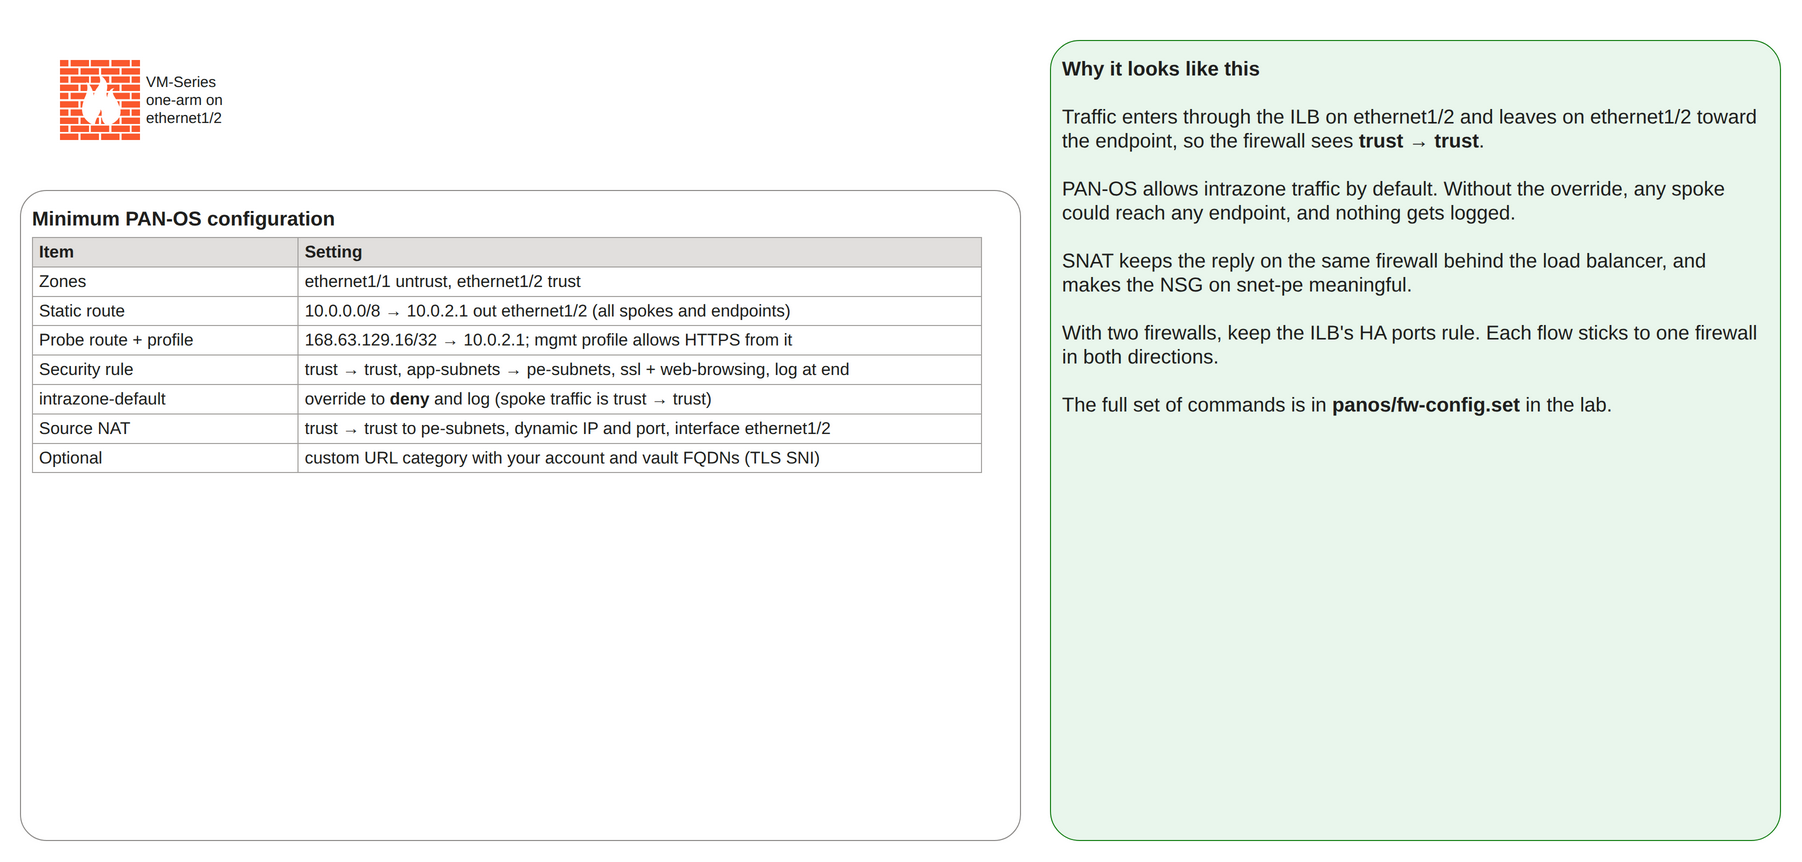 VM-Series
one-arm on
ethernet1/2
Minimum PAN-OS configuration
Item Setting
Zones ethernet1/1 untrust, ethernet1/2 trust
Static route 10.0.0.0/8 → 10.0.2.1 out ethernet1/2 (all spokes and endpoints)
Probe route + profile 168.63.129.16/32 → 10.0.2.1; mgmt profile allows HTTPS from it
Security rule trust → trust, app-subnets → pe-subnets, ssl + web-browsing, log at end
intrazone-default override to deny and log (spoke traffic is trust → trust)
Source NAT trust → trust to pe-subnets, dynamic IP and port, interface ethernet1/2
Optional custom URL category with your account and vault FQDNs (TLS SNI)
Why it looks like this
Traffic enters through the ILB on ethernet1/2 and leaves on ethernet1/2 toward
the endpoint, so the firewall sees trust → trust.
PAN-OS allows intrazone traffic by default. Without the override, any spoke
could reach any endpoint, and nothing gets logged.
SNAT keeps the reply on the same firewall behind the load balancer, and
makes the NSG on snet-pe meaningful.
With two firewalls, keep the ILB's HA ports rule. Each flow sticks to one firewall
in both directions.
The full set of commands is in panos/fw-config.set in the lab.